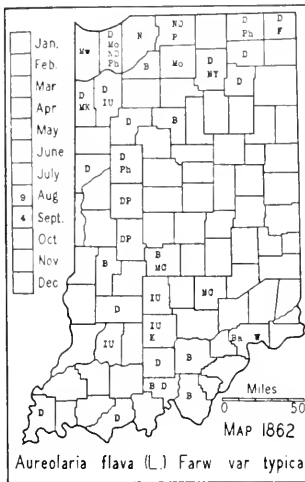 Jan.
Feb.
Mar
Apr
May
June
July
9 Aug
4 Sept.
Oct
Nov
Dec
Mw
D
Mo
ND
Ph
N
B
ND
P
Mo
D
NY
D
Ph
D
F
D
D
D
MK
D
IU
D
B
D
D
Ph
DP
DP
B
B
MC
D
IU
MC
IU
IU
K
B
Ba
W
B D
B
D
D
Miles
0 50
MAP 1862
Aureolaria flava (L.) Farw var typica